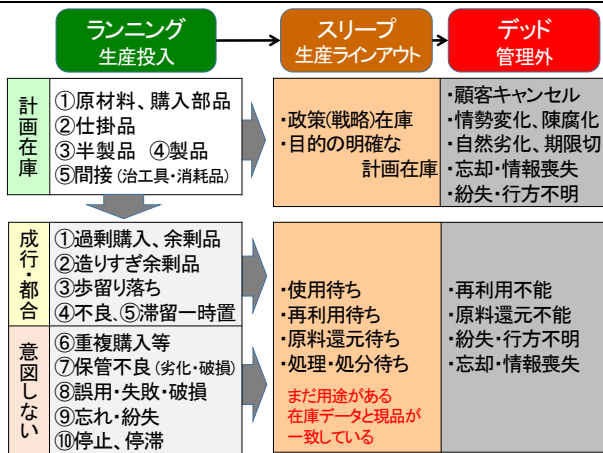 ランニング
生産投入
スリープ
生産ラインアウト
デッド
管理外
計画在庫
①原材料、購入部品
②仕掛品
③半製品 ④製品
⑤間接(治工具・消耗品)
・政策(戦略)在庫
・目的の明確な
計画在庫
・顧客キャンセル
・情勢変化、陳腐化
・自然劣化、期限切
・忘却・情報喪失
・紛失・行方不明
成行・都合
①過剰購入、余剰品
②造りすぎ余剰品
③歩留り落ち
④不良、⑤滞留一時置
意図しない
⑥重複購入等
⑦保管不良(劣化・破損)
⑧誤用・失敗・破損
⑨忘れ・紛失
⑩停止、停滞
・使用待ち
・再利用待ち
・原料還元待ち
・処理・処分待ち
まだ用途がある
在庫データと現品が
一致している
・再利用不能
・原料還元不能
・紛失・行方不明
・忘却・情報喪失